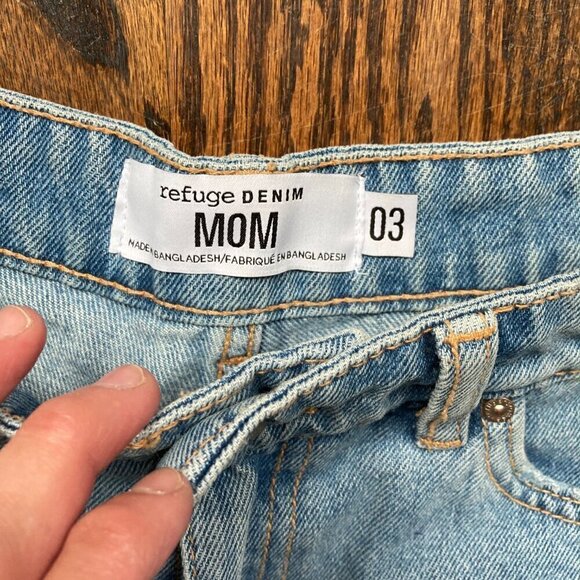 refuge DENIM
MOM
MADE IN BANGLADESH/FABRIQUÉ EN BANGLADESH
03